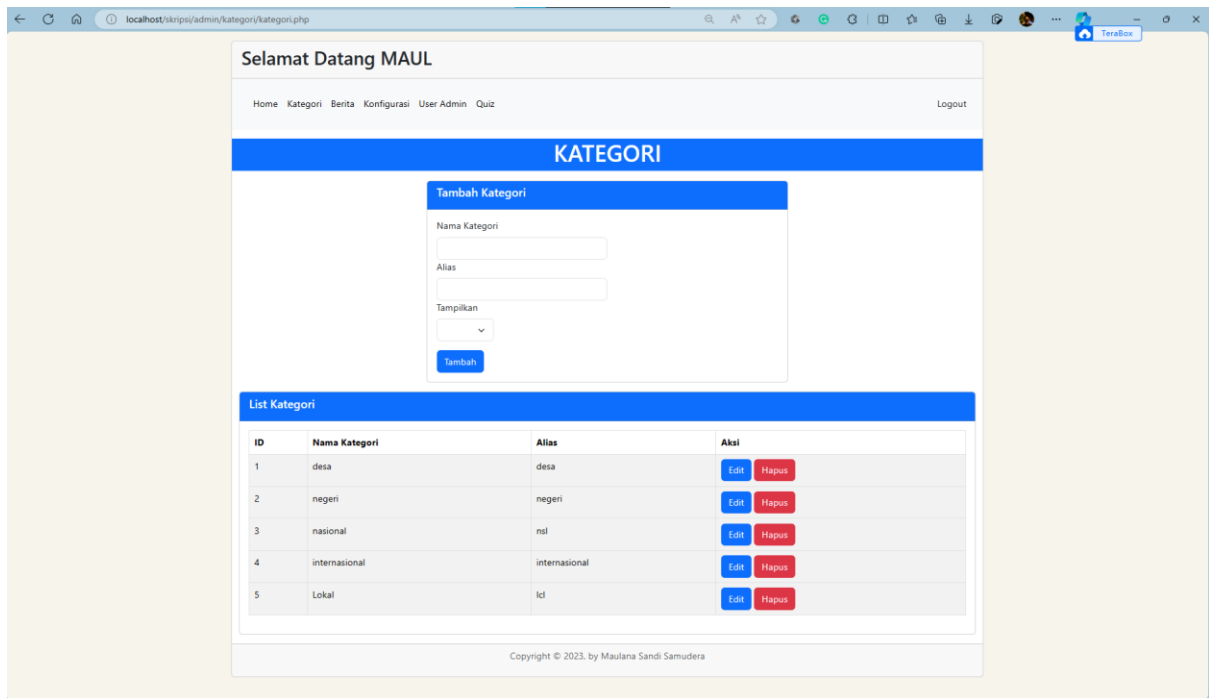 localhost/skripsi/admin/kategori/kategori.php
TeraBox
Selamat Datang MAUL
Home Kategori Berita Konfigurasi User Admin Quiz Logout
KATEGORI
Tambah Kategori
Nama Kategori
Alias
Tampilkan
Tambah
List Kategori
ID Nama Kategori Alias Aksi
1 desa desa Edit Hapus
2 negeri negeri Edit Hapus
3 nasional nsl Edit Hapus
4 internasional internasional Edit Hapus
5 Lokal lcl Edit Hapus
Copyright © 2023, by Maulana Sandi Samudera